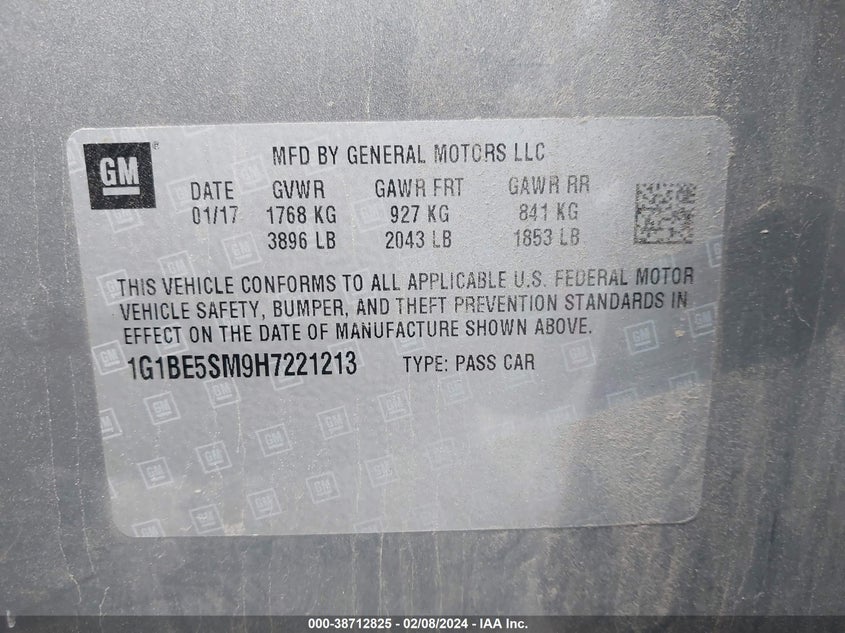 GM ® MFD BY GENERAL MOTORS LLC
DATE GVWR GAWR FRT GAWR RR
01/17 1768 KG 927 KG 841 KG
3896 LB 2043 LB 1853 LB
THIS VEHICLE CONFORMS TO ALL APPLICABLE U.S. FEDERAL MOTOR
VEHICLE SAFETY, BUMPER, AND THEFT PREVENTION STANDARDS IN
EFFECT ON THE DATE OF MANUFACTURE SHOWN ABOVE.
1G1BE5SM9H7221213 TYPE: PASS CAR
000-38712825 - 02/08/2024 - IAA Inc.